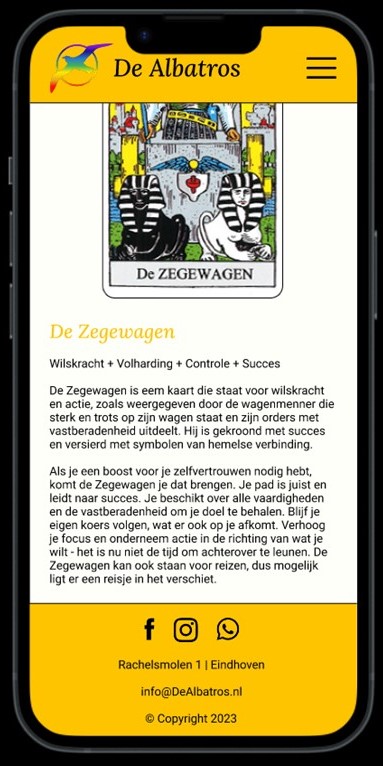 De Albatros
De ZEGEWAGEN
De Zegewagen
Wilskracht + Volharding + Controle + Succes
De Zegewagen is eem kaart die staat voor wilskracht
en actie, zoals weergegeven door de wagenmenner die
sterk en trots op zijn wagen staat en zijn orders met
vastberadenheid uitdeelt. Hij is gekroond met succes
en versierd met symbolen van hemelse verbinding.
Als je een boost voor je zelfvertrouwen nodig hebt,
komt de Zegewagen je dat brengen. Je pad is juist en
leidt naar succes. Je beschikt over alle vaardigheden
en de vastberadenheid om je doel te behalen. Blijf je
eigen koers volgen, wat er ook op je afkomt. Verhoog
je focus en onderneem actie in de richting van wat je
wilt - het is nu niet de tijd om achterover te leunen. De
Zegewagen kan ook staan voor reizen, dus mogelijk
ligt er een reisje in het verschiet.
Rachelsmolen 1 | Eindhoven
info@DeAlbatros.nl
© Copyright 2023